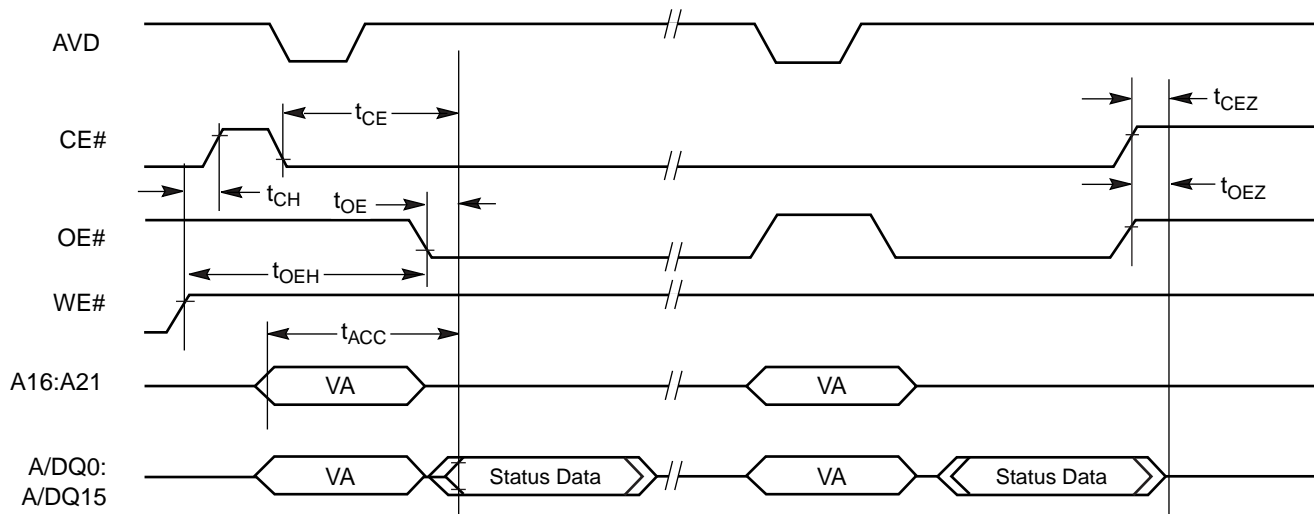 AVD
CE#
tCE
tCEZ
tCH
tOE
tOEZ
OE#
tOEH
WE#
tACC
A16:A21
VA
VA
A/DQ0:
A/DQ15
VA
Status Data
VA
Status Data